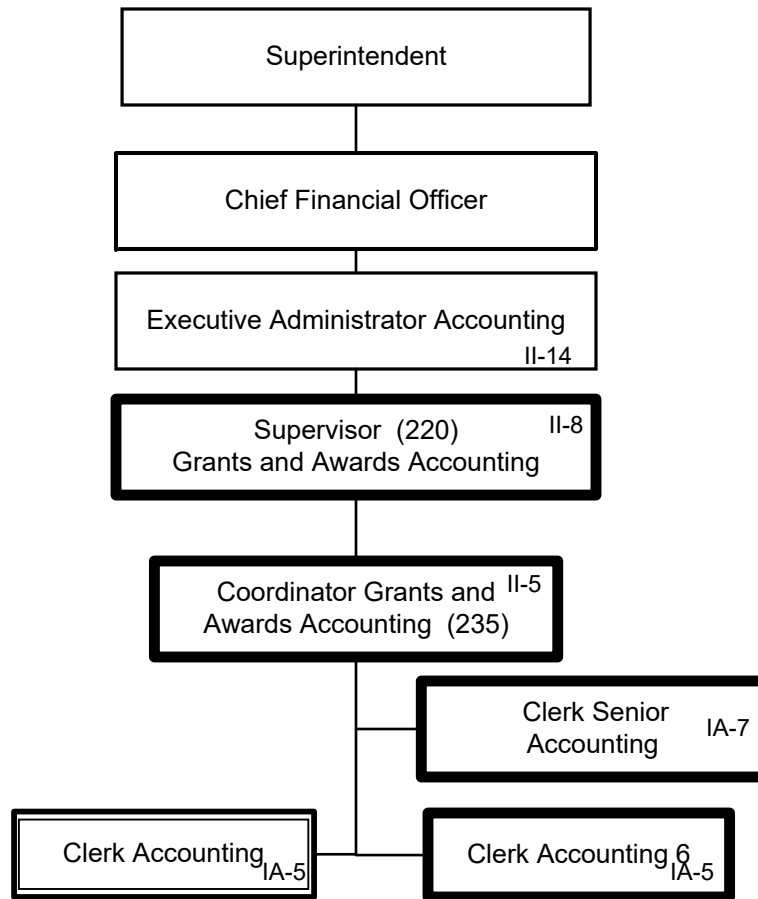 Superintendent
Chief Financial Officer
Executive Administrator Accounting
II-14
Supervisor (220) II-8
Grants and Awards Accounting
Coordinator Grants and II-5
Awards Accounting (235)
Clerk Senior
Accounting IA-7
Clerk Accounting
IA-5
Clerk Accounting 6
IA-5